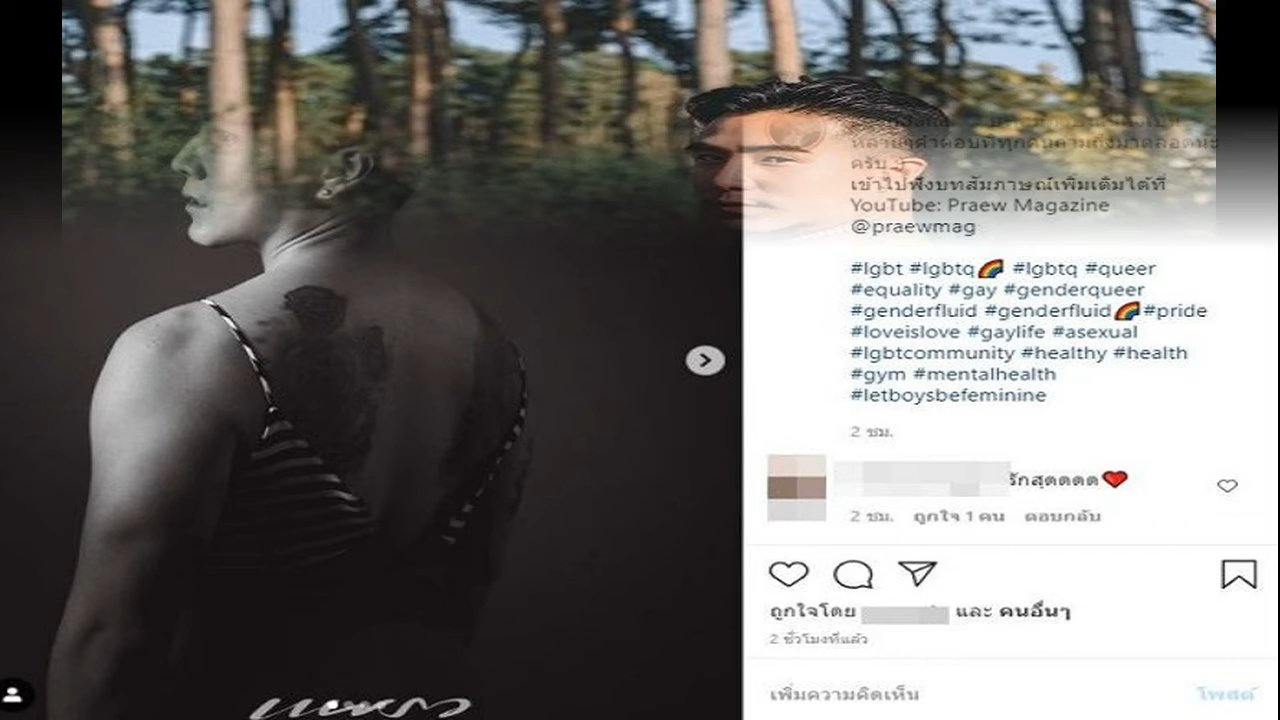 หลายๆคำตอบที่ทุกคนถามถึงมาตลอดนะ
ครับ
เข้าไปฟังบทสัมภาษณ์เพิ่มเติมได้ที่
YouTube: Praew Magazine
@praewmag
#lgbt #lgbtq🌈 #lgbtq #queer
#equality #gay #genderqueer
#genderfluid #genderfluid🌈#pride
#loveislove #gaylife #asexual
#lgbtcommunity #healthy #health
#gym #mentalhealth
#letboysbefeminine
2 ชม.
รักสุดดดด❤️
2 ชม. ถูกใจ 1 คน ตอบกลับ
ถูกใจโดย และ คนอื่นๆ
2 ชั่วโมงที่แล้ว
เพิ่มความคิดเห็น
โพสต์
แพรว